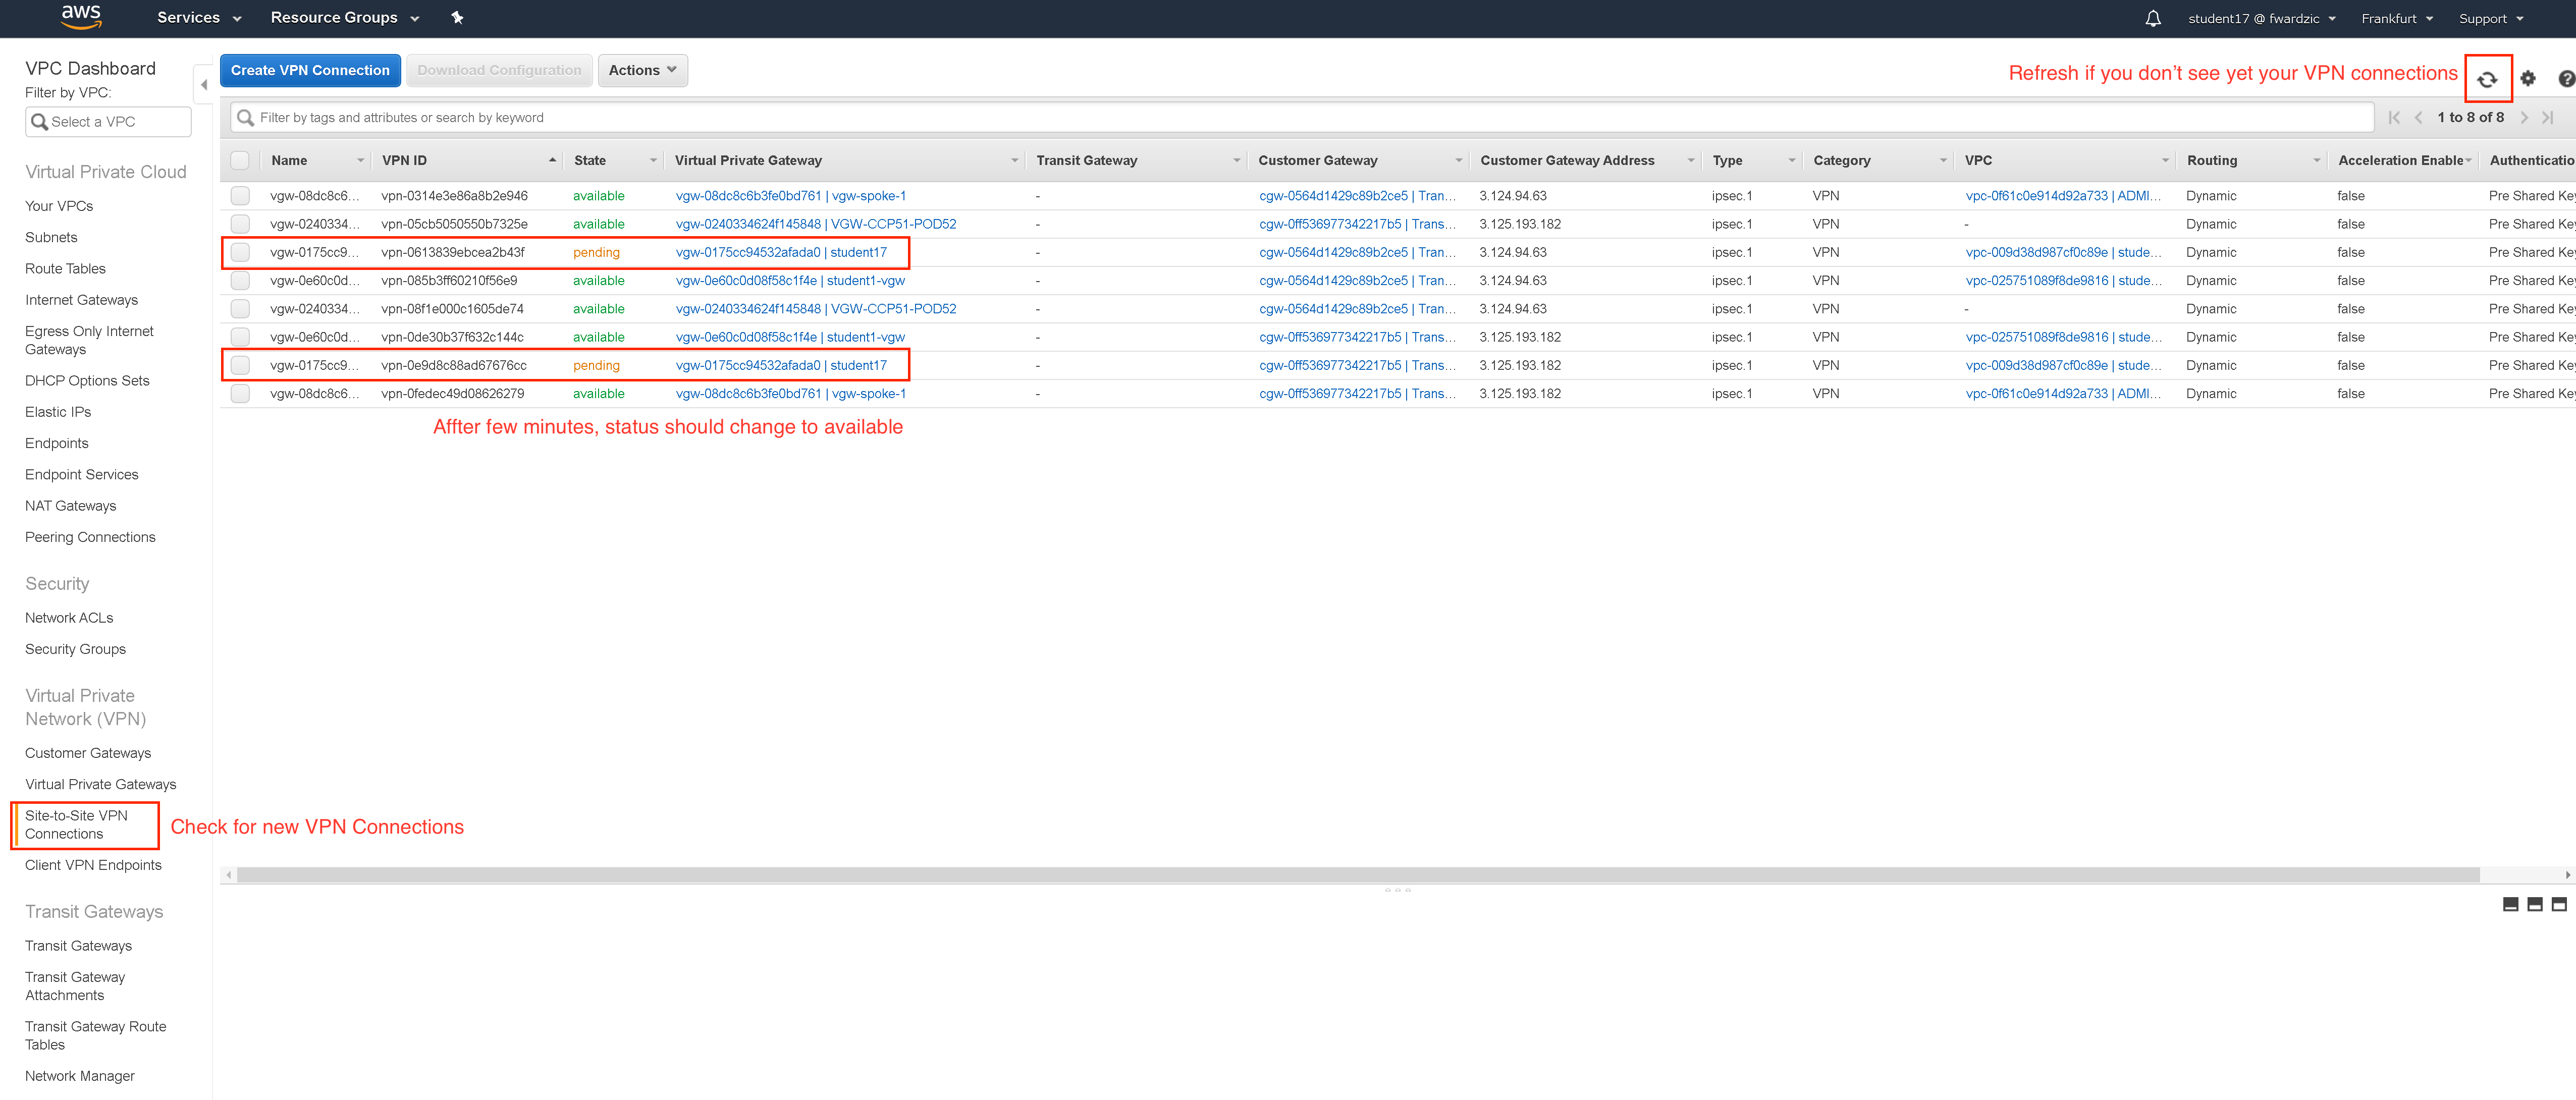 aws Services Resource Groups student17 @ fwardzic Frankfurt Support
VPC Dashboard
Filter by VPC:
Select a VPC
Virtual Private Cloud
Your VPCs
Subnets
Route Tables
Internet Gateways
Egress Only Internet
Gateways
DHCP Options Sets
Elastic IPs
Endpoints
Endpoint Services
NAT Gateways
Peering Connections
Security
Network ACLs
Security Groups
Virtual Private
Network (VPN)
Customer Gateways
Virtual Private Gateways
Site-to-Site VPN
Connections
Check for new VPN Connections
Client VPN Endpoints
Transit Gateways
Transit Gateways
Transit Gateway
Attachments
Transit Gateway Route
Tables
Network Manager
Create VPN Connection Download Configuration Actions
Refresh if you don't see yet your VPN connections
Filter by tags and attributes or search by keyword
1 to 8 of 8
Name VPN ID State Virtual Private Gateway Transit Gateway Customer Gateway Customer Gateway Address Type Category VPC Routing Acceleration Enable Authenticatio
vgw-08dc8c6... vpn-0314e3e86a8b2e946 available vgw-08dc8c6b3fe0bd761 | vgw-spoke-1 - cgw-0564d1429c89b2ce5 | Tran... 3.124.94.63 ipsec.1 VPN vpc-0f61c0e914d92a733 | ADMI... Dynamic false Pre Shared Key
vgw-0240334... vpn-05cb5050550b7325e available vgw-0240334624f145848 | VGW-CCP51-POD52 - cgw-0ff536977342217b5 | Trans... 3.125.193.182 ipsec.1 VPN - Dynamic false Pre Shared Key
vgw-0175cc9... vpn-0613839ebcea2b43f pending vgw-0175cc94532afada0 | student17 - cgw-0564d1429c89b2ce5 | Tran... 3.124.94.63 ipsec.1 VPN vpc-009d38d987cf0c89e | stude... Dynamic false Pre Shared Key
vgw-0e60c0d... vpn-085b3ff60210f56e9 available vgw-0e60c0d08f58c1f4e | student1-vgw - cgw-0564d1429c89b2ce5 | Tran... 3.124.94.63 ipsec.1 VPN vpc-025751089f8de9816 | stude... Dynamic false Pre Shared Key
vgw-0240334... vpn-08f1e000c1605de74 available vgw-0240334624f145848 | VGW-CCP51-POD52 - cgw-0564d1429c89b2ce5 | Tran... 3.124.94.63 ipsec.1 VPN - Dynamic false Pre Shared Key
vgw-0e60c0d... vpn-0de30b37f632c144c available vgw-0e60c0d08f58c1f4e | student1-vgw - cgw-0ff536977342217b5 | Trans... 3.125.193.182 ipsec.1 VPN vpc-025751089f8de9816 | stude... Dynamic false Pre Shared Key
vgw-0175cc9... vpn-0e9d8c88ad67676cc pending vgw-0175cc94532afada0 | student17 - cgw-0ff536977342217b5 | Trans... 3.125.193.182 ipsec.1 VPN vpc-009d38d987cf0c89e | stude... Dynamic false Pre Shared Key
vgw-08dc8c6... vpn-0fedec49d08626279 available vgw-08dc8c6b3fe0bd761 | vgw-spoke-1 - cgw-0ff536977342217b5 | Trans... 3.125.193.182 ipsec.1 VPN vpc-0f61c0e914d92a733 | ADMI... Dynamic false Pre Shared Key
Affter few minutes, status should change to available